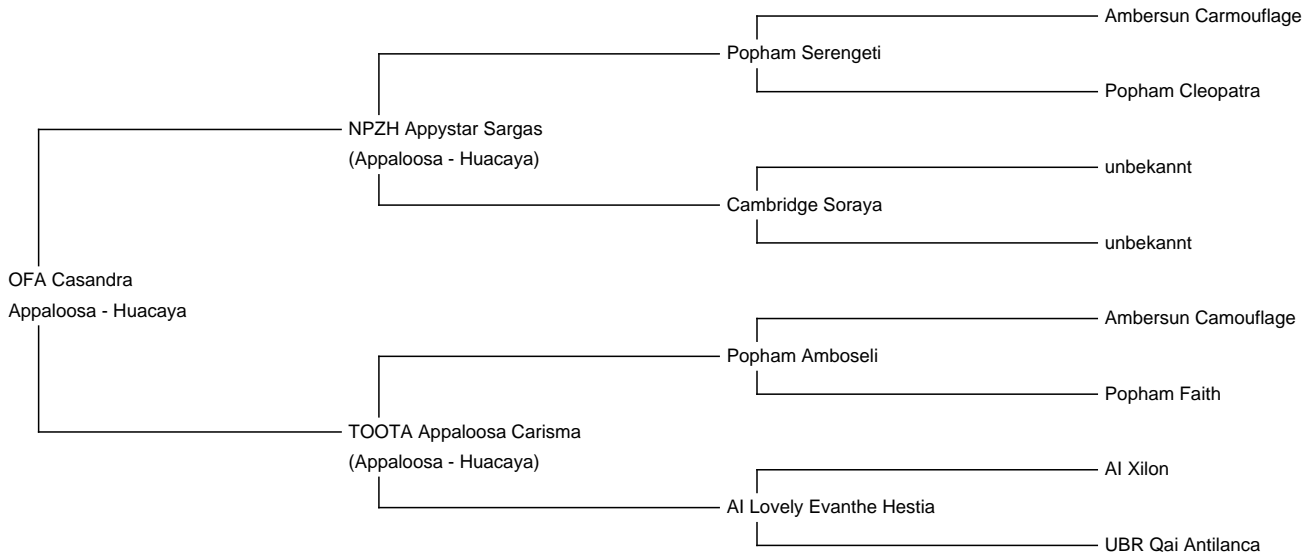 Ambersun Carmouflage
Popham Serengeti
Popham Cleopatra
NPZH Appystar Sargas
(Appaloosa - Huacaya)
unbekannt
Cambridge Soraya
unbekannt
OFA Casandra
Appaloosa - Huacaya
Ambersun Camouflage
Popham Amboseli
Popham Faith
TOOTA Appaloosa Carisma
(Appaloosa - Huacaya)
AI Xilon
AI Lovely Evanthe Hestia
UBR Qai Antilanca